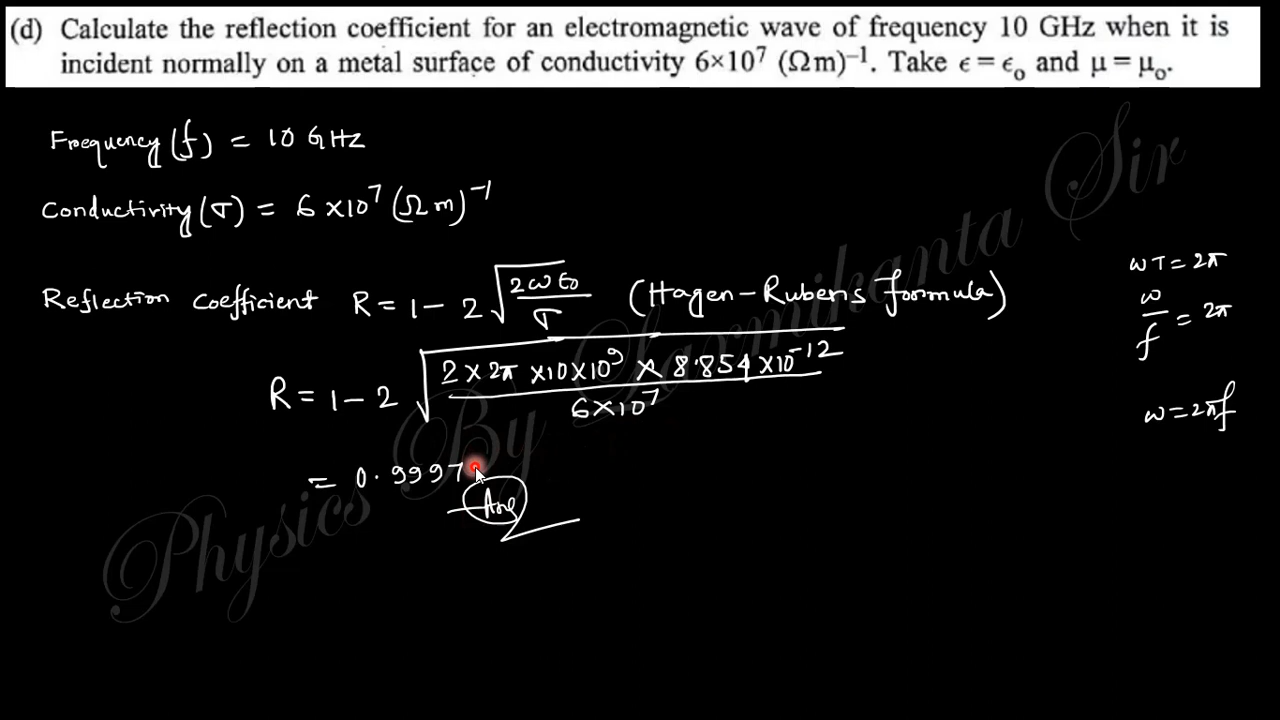 (d) Calculate the reflection coefficient for an electromagnetic wave of frequency 10 GHz when it is
incident normally on a metal surface of conductivity 6×10⁷ (Ωm)⁻¹. Take ϵ = ϵ₀ and μ = μ₀.
Frequency (f) = 10 GHz
Conductivity (σ) = 6 × 10⁷ (Ω m)⁻¹
Reflection coefficient R = 1 − 2 √(2ωϵ₀/σ) (Hagen-Rubens formula)
R = 1 − 2 √(2 × 2π × 10 × 10⁹ × 8.854 × 10⁻¹² / 6 × 10⁷)
= 0.9997
Ans
ωT = 2π
ω/f = 2π
ω = 2πf
Physics By Sarmikanta Sir